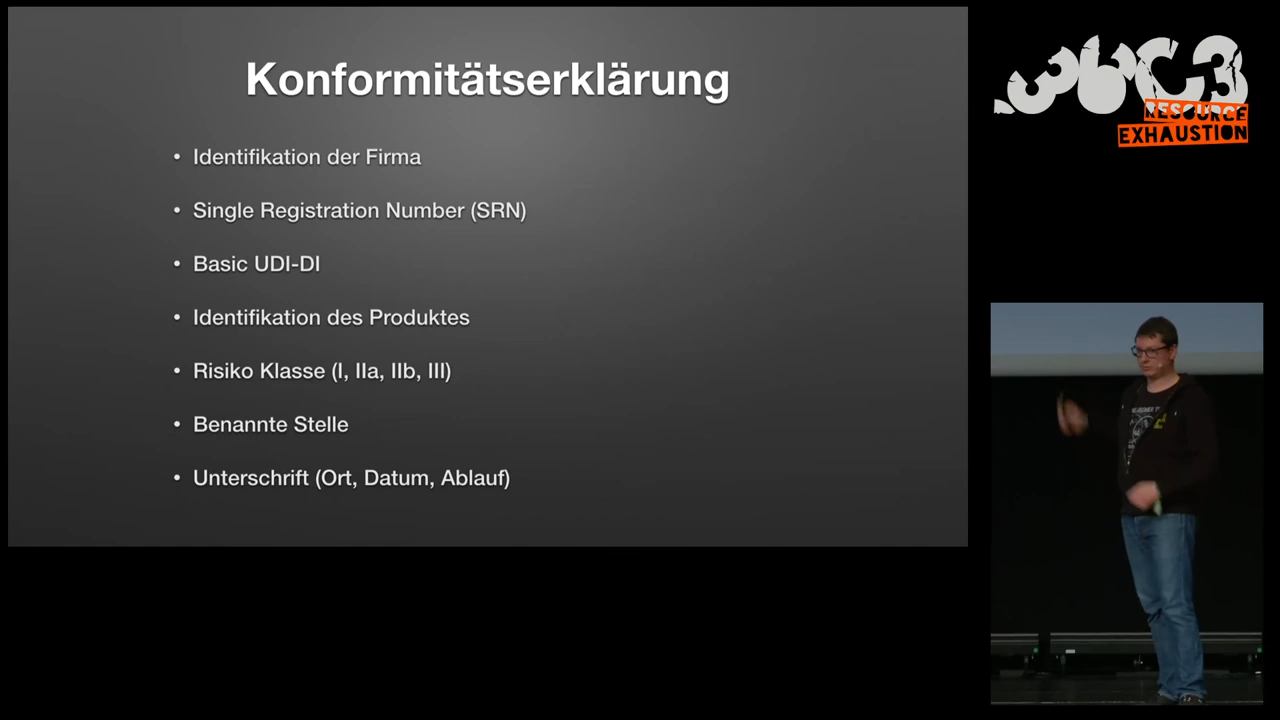 Konformitätserklärung
• Identifikation der Firma
• Single Registration Number (SRN)
• Basic UDI-DI
• Identifikation des Produktes
• Risiko Klasse (I, IIa, IIb, III)
• Benannte Stelle
• Unterschrift (Ort, Datum, Ablauf)
36C3
RESOURCE
EXHAUSTION